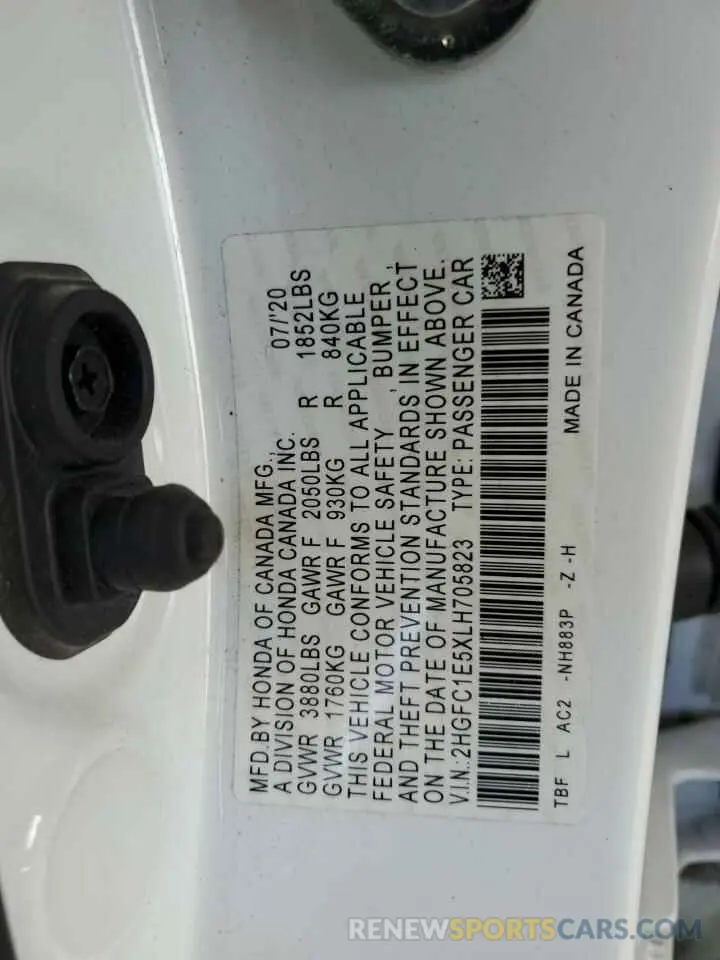 MFD.BY HONDA OF CANADA MFG., 07/'20
A DIVISION OF HONDA CANADA INC.
GVWR 3880LBS GAWR F 2050LBS R 1852LBS
GVWR 1760KG GAWR F 930KG R 840KG
THIS VEHICLE CONFORMS TO ALL APPLICABLE
FEDERAL MOTOR VEHICLE SAFETY , BUMPER ,
AND THEFT PREVENTION STANDARDS IN EFFECT
ON THE DATE OF MANUFACTURE SHOWN ABOVE.
V.I.N.: 2HGFC1E5XLH705823 TYPE: PASSENGER CAR
TBF L AC2 -NH883P -Z -H MADE IN CANADA
RENEWSPORTSCARS.COM